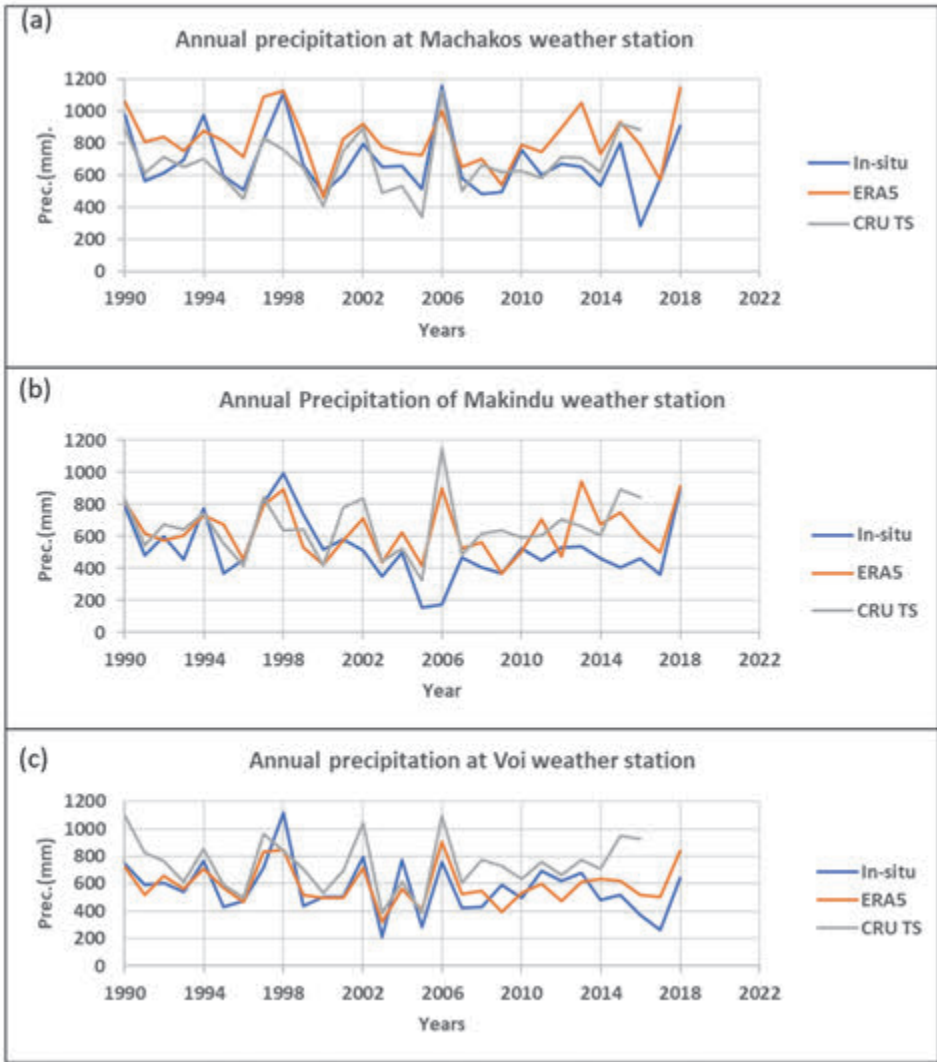 (a)
Annual precipitation at Machakos weather station
Prec.(mm).
1200
1000
800
600
400
200
0
1990 1994 1998 2002 2006 2010 2014 2018 2022
Years
In-situ
ERA5
CRU TS
(b)
Annual Precipitation of Makindu weather station
Prec.(mm)
1200
1000
800
600
400
200
0
1990 1994 1998 2002 2006 2010 2014 2018 2022
Year
In-situ
ERA5
CRU TS
(c)
Annual precipitation at Voi weather station
Prec.(mm)
1200
1000
800
600
400
200
0
1990 1994 1998 2002 2006 2010 2014 2018 2022
Years
In-situ
ERA5
CRU TS